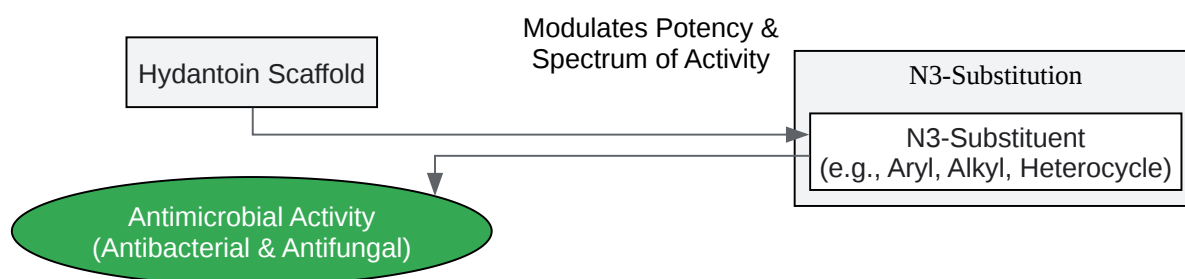 Modulates Potency &
Spectrum of Activity
Hydantoin Scaffold
N3-Substitution
N3-Substituent
(e.g., Aryl, Alkyl, Heterocycle)
Antimicrobial Activity
(Antibacterial & Antifungal)